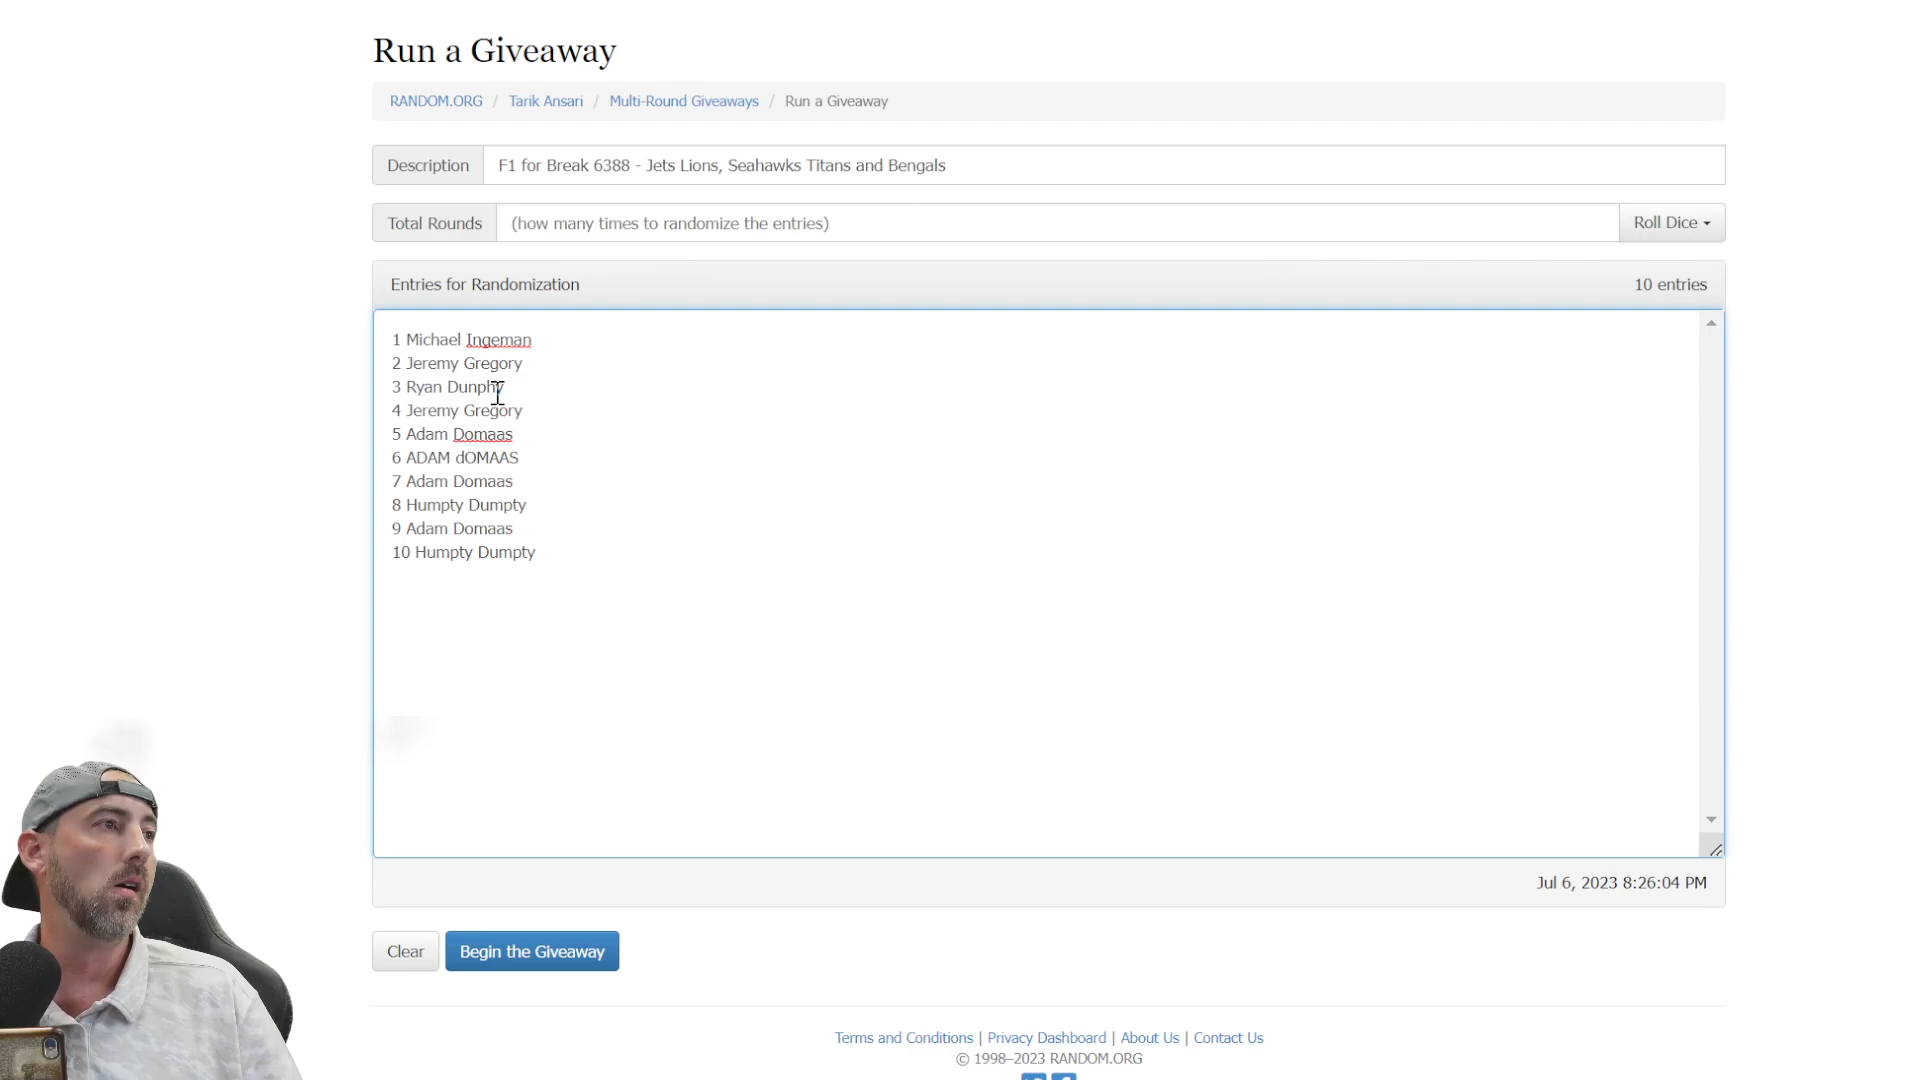 Run a Giveaway
RANDOM.ORG / Tarik Ansari / Multi-Round Giveaways / Run a Giveaway
Description F1 for Break 6388 - Jets Lions, Seahawks Titans and Bengals
Total Rounds (how many times to randomize the entries) Roll Dice
Entries for Randomization 10 entries
1 Michael Ingeman
2 Jeremy Gregory
3 Ryan Dunphy
4 Jeremy Gregory
5 Adam Domaas
6 ADAM dOMAAS
7 Adam Domaas
8 Humpty Dumpty
9 Adam Domaas
10 Humpty Dumpty
Jul 6, 2023 8:26:04 PM
Clear Begin the Giveaway
Terms and Conditions | Privacy Dashboard | About Us | Contact Us
© 1998–2023 RANDOM.ORG